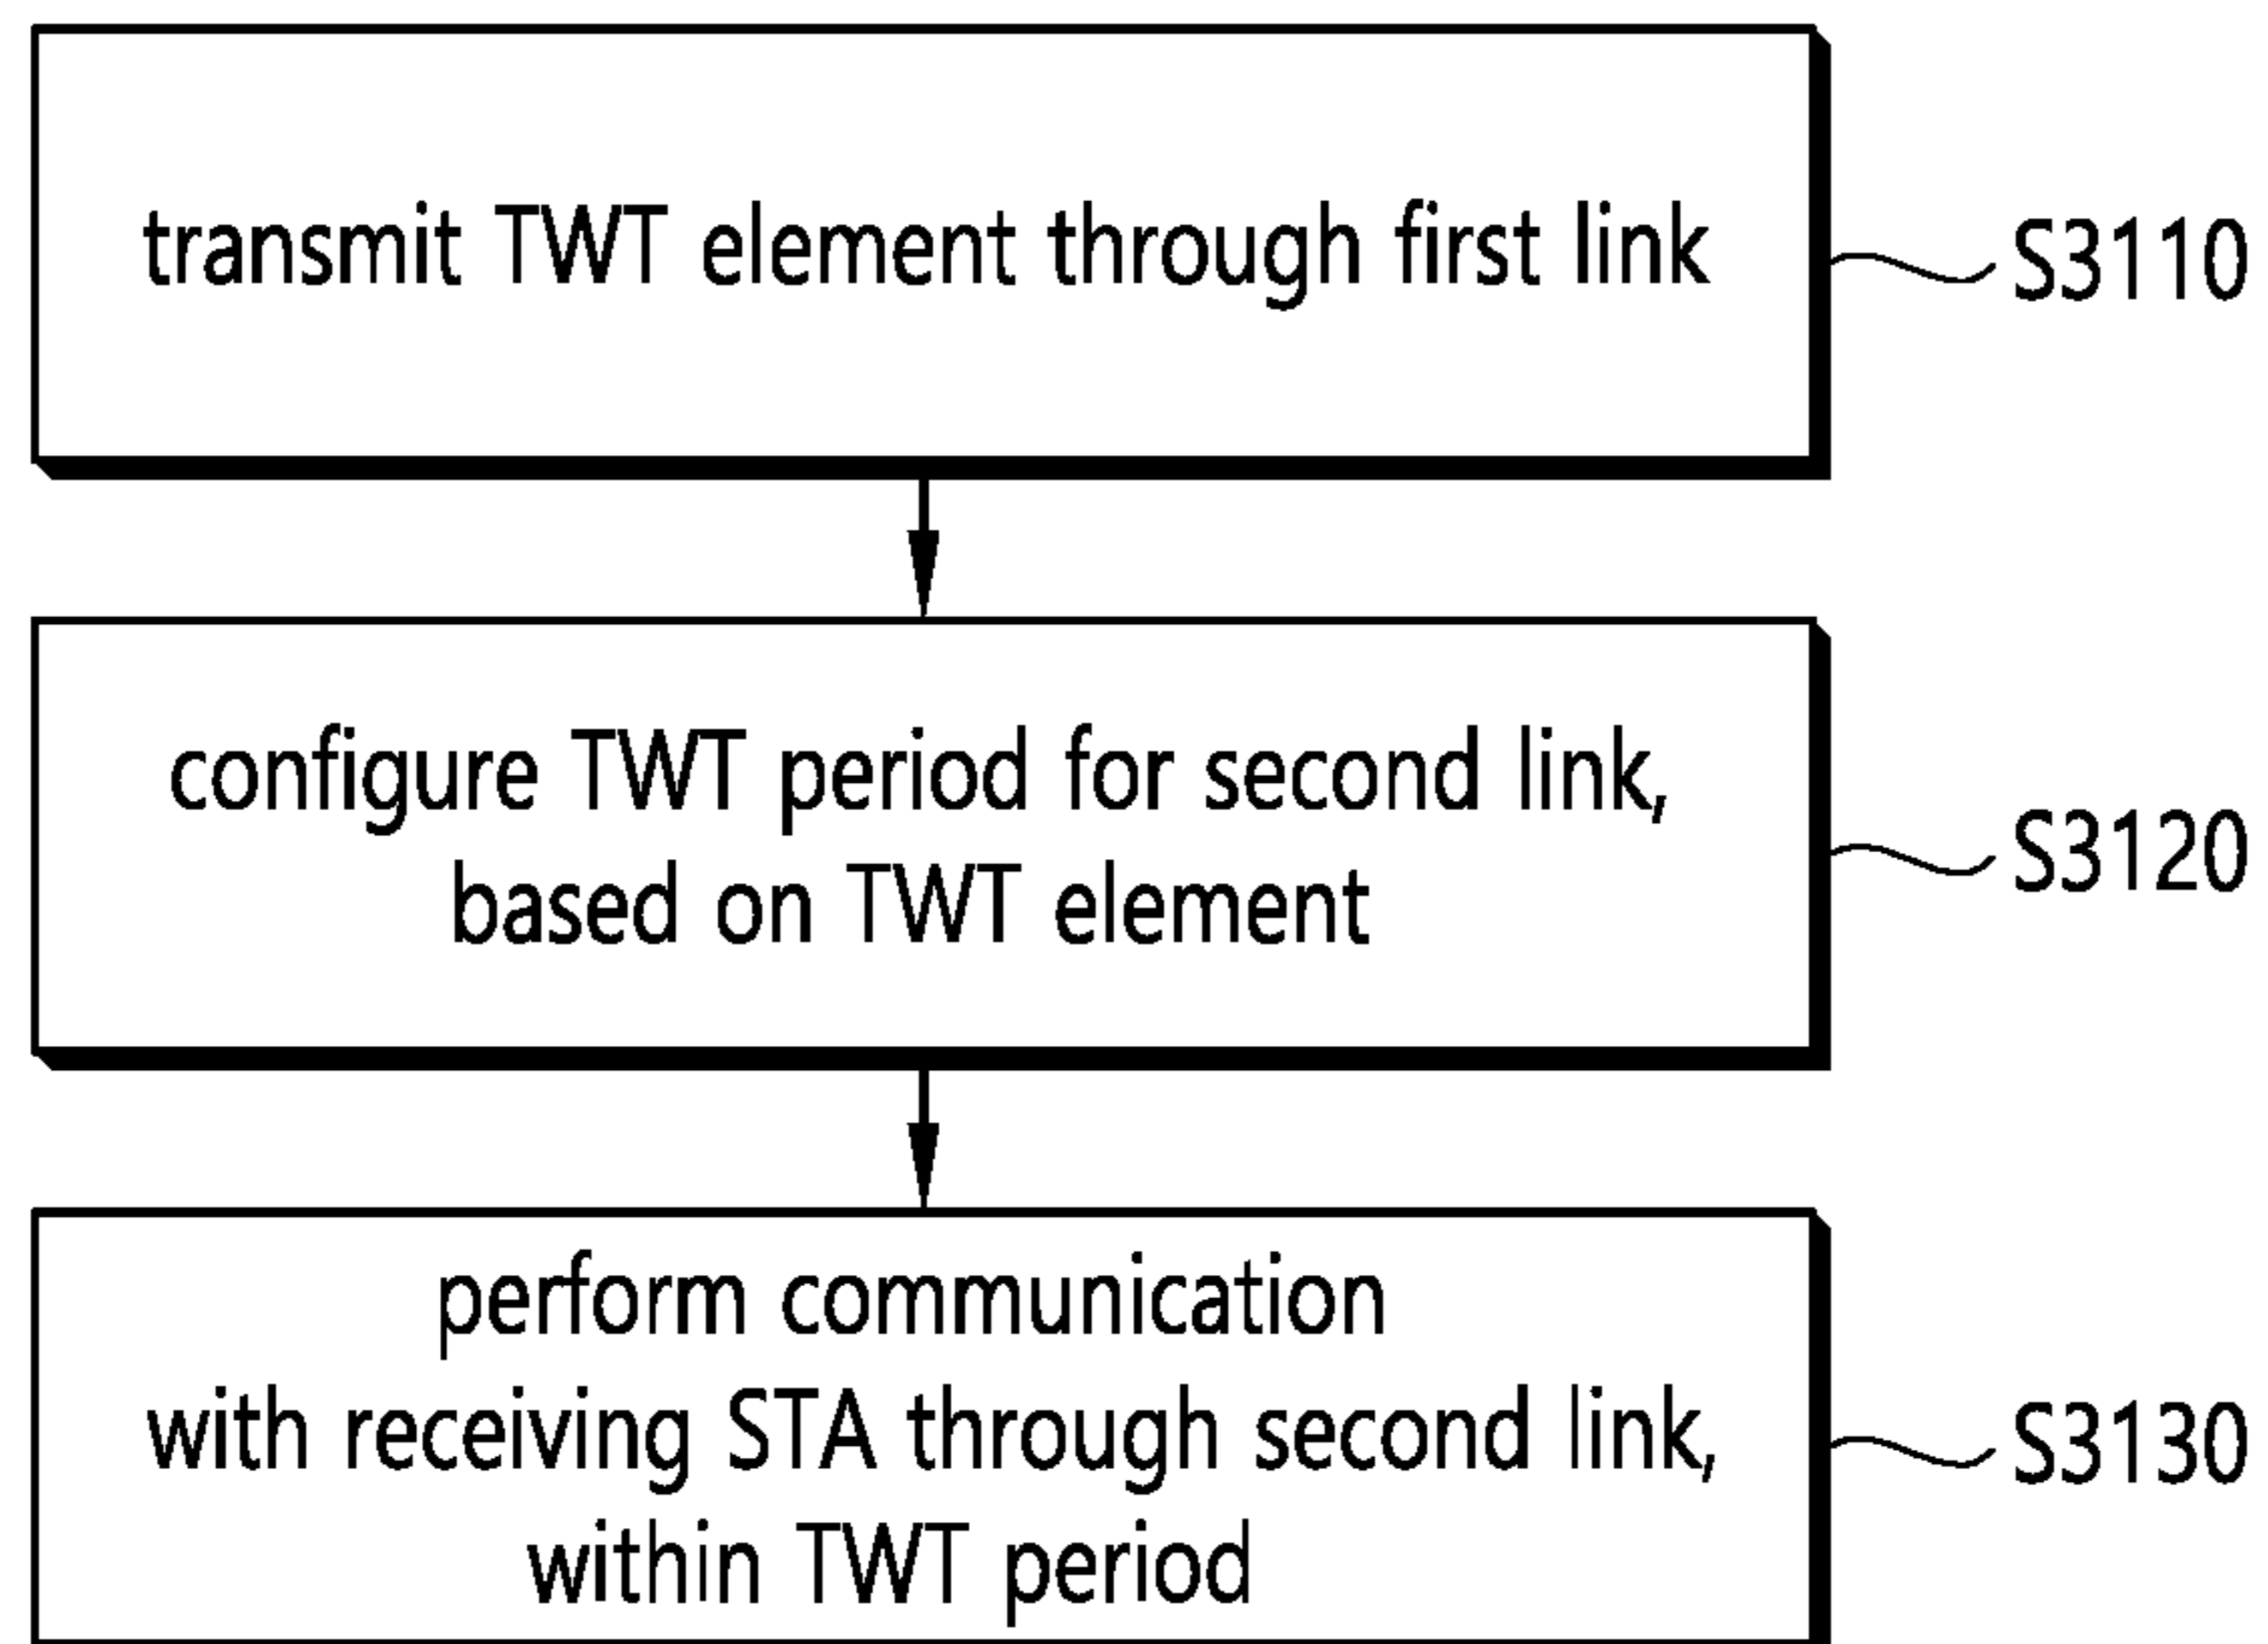 transmit TWT element through first link
S3110
configure TWT period for second link,
based on TWT element
S3120
perform communication
with receiving STA through second link,
within TWT period
S3130